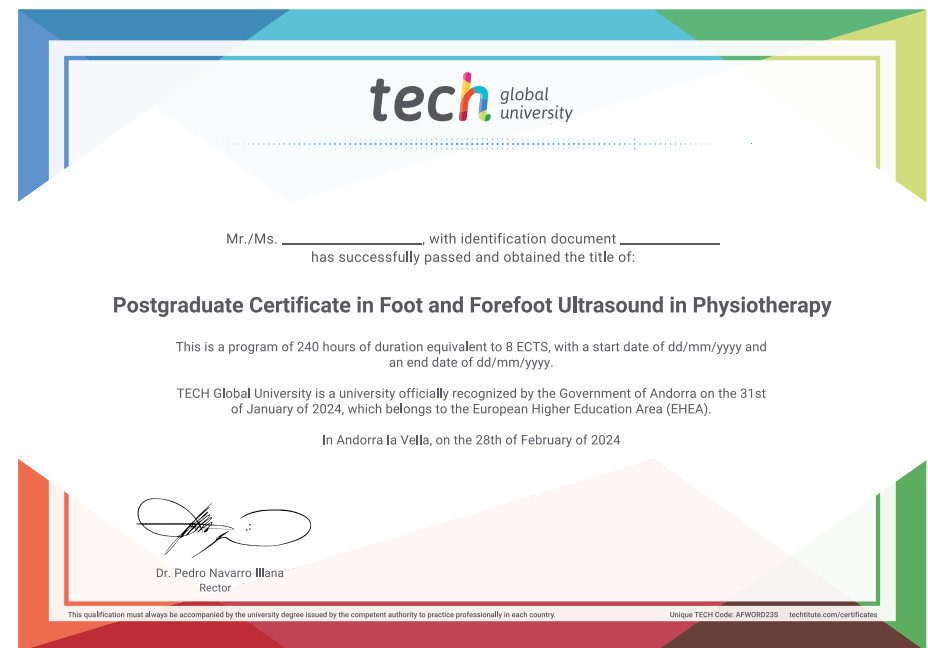 tech global university
Mr./Ms. ____________________, with identification document ______________
has successfully passed and obtained the title of:
Postgraduate Certificate in Foot and Forefoot Ultrasound in Physiotherapy
This is a program of 240 hours of duration equivalent to 8 ECTS, with a start date of dd/mm/yyyy and
an end date of dd/mm/yyyy.
TECH Global University is a university officially recognized by the Government of Andorra on the 31st
of January of 2024, which belongs to the European Higher Education Area (EHEA).
In Andorra la Vella, on the 28th of February of 2024
Dr. Pedro Navarro Illana
Rector
This qualification must always be accompanied by the university degree issued by the competent authority to practice professionally in each country.
Unique TECH Code: AFWORD23S techtitute.com/certificates